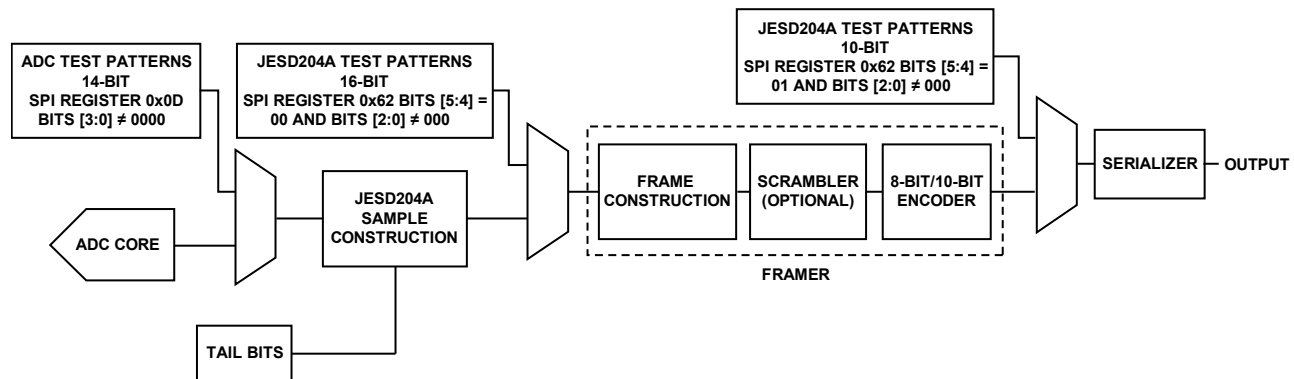 ADC TEST PATTERNS
14-BIT
SPI REGISTER 0x0D
BITS [3:0] ≠ 0000
JESD204A TEST PATTERNS
16-BIT
SPI REGISTER 0x62 BITS [5:4] =
00 AND BITS [2:0] ≠ 000
JESD204A TEST PATTERNS
10-BIT
SPI REGISTER 0x62 BITS [5:4] =
01 AND BITS [2:0] ≠ 000
ADC CORE
JESD204A
SAMPLE
CONSTRUCTION
TAIL BITS
FRAME
CONSTRUCTION
SCRAMBLER
(OPTIONAL)
8-BIT/10-BIT
ENCODER
FRAMER
SERIALIZER
OUTPUT